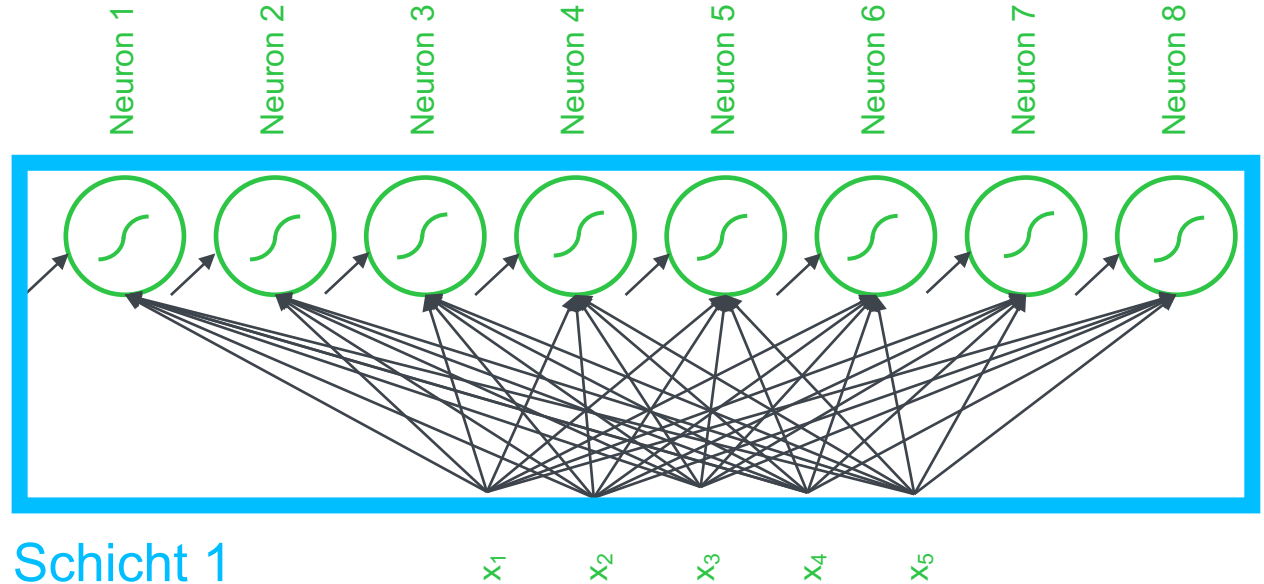 Neuron 1
Neuron 2
Neuron 3
Neuron 4
Neuron 5
Neuron 6
Neuron 7
Neuron 8
Schicht 1
x₁
x₂
x₃
x₄
x₅